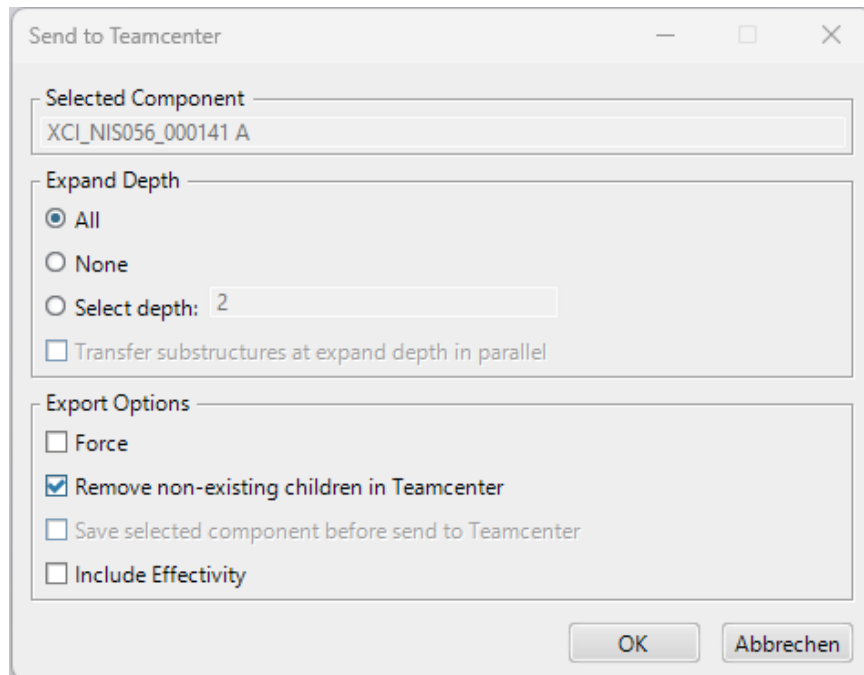 Send to Teamcenter
Selected Component
XCI_NIS056_000141 A
Expand Depth
All
None
Select depth: 2
Transfer substructures at expand depth in parallel
Export Options
Force
Remove non-existing children in Teamcenter
Save selected component before send to Teamcenter
Include Effectivity
OK Abbrechen